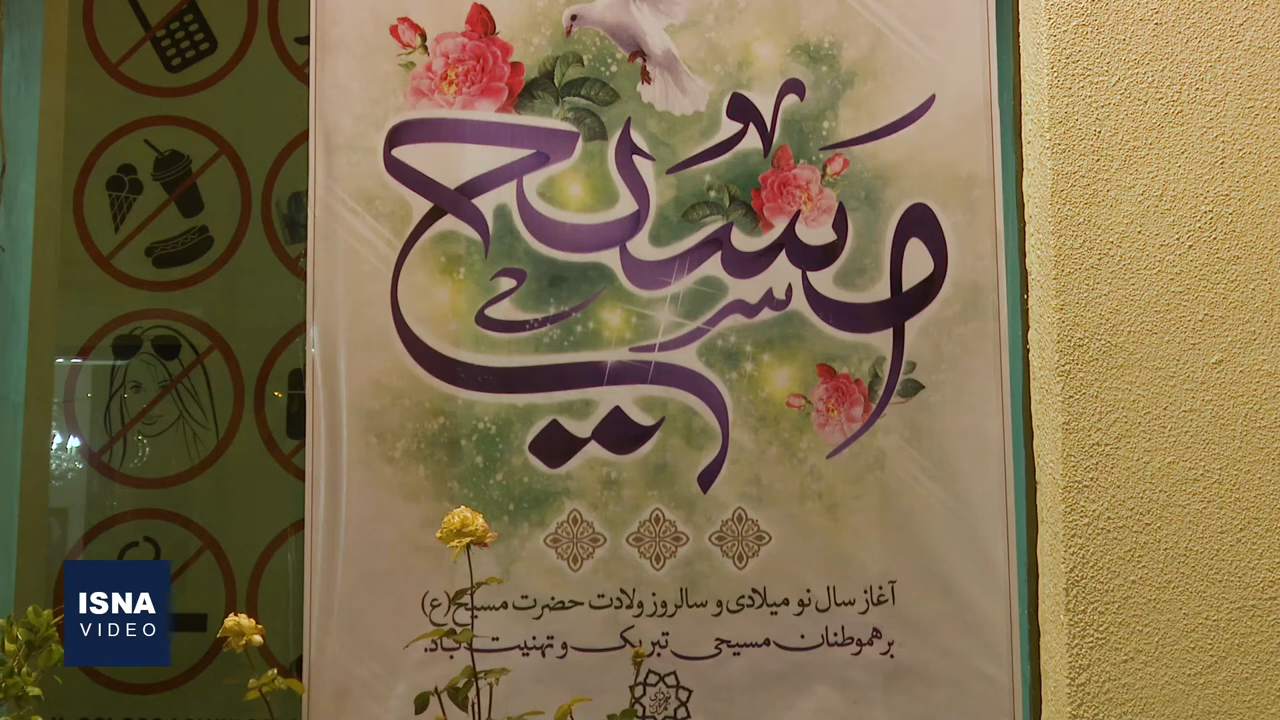 مسیح
آغاز سال نو میلادی و سالروز ولادت حضرت مسیح (ع)
بر هموطنان مسیحی تبریک و تهنیت باد.
ISNA
VIDEO